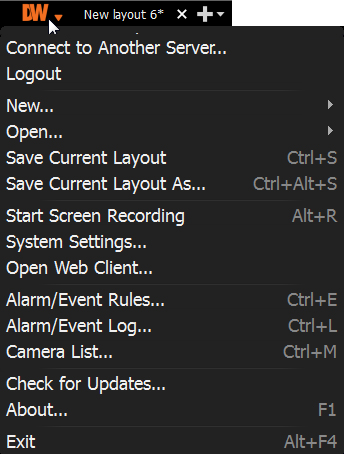 DW New layout 6*
Connect to Another Server...
Logout
New...
Open...
Save Current Layout Ctrl+S
Save Current Layout As... Ctrl+Alt+S
Start Screen Recording Alt+R
System Settings...
Open Web Client...
Alarm/Event Rules... Ctrl+E
Alarm/Event Log... Ctrl+L
Camera List... Ctrl+M
Check for Updates...
About... F1
Exit Alt+F4